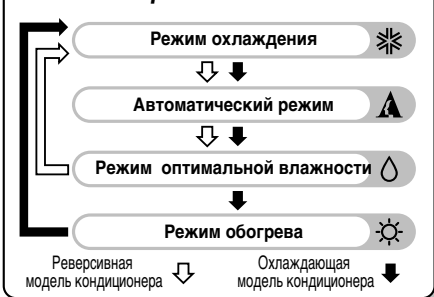 Режим охлаждения
Автоматический режим
Режим оптимальной влажности
Режим обогрева
Реверсивная
модель кондиционера
Охлаждающая
модель кондиционера